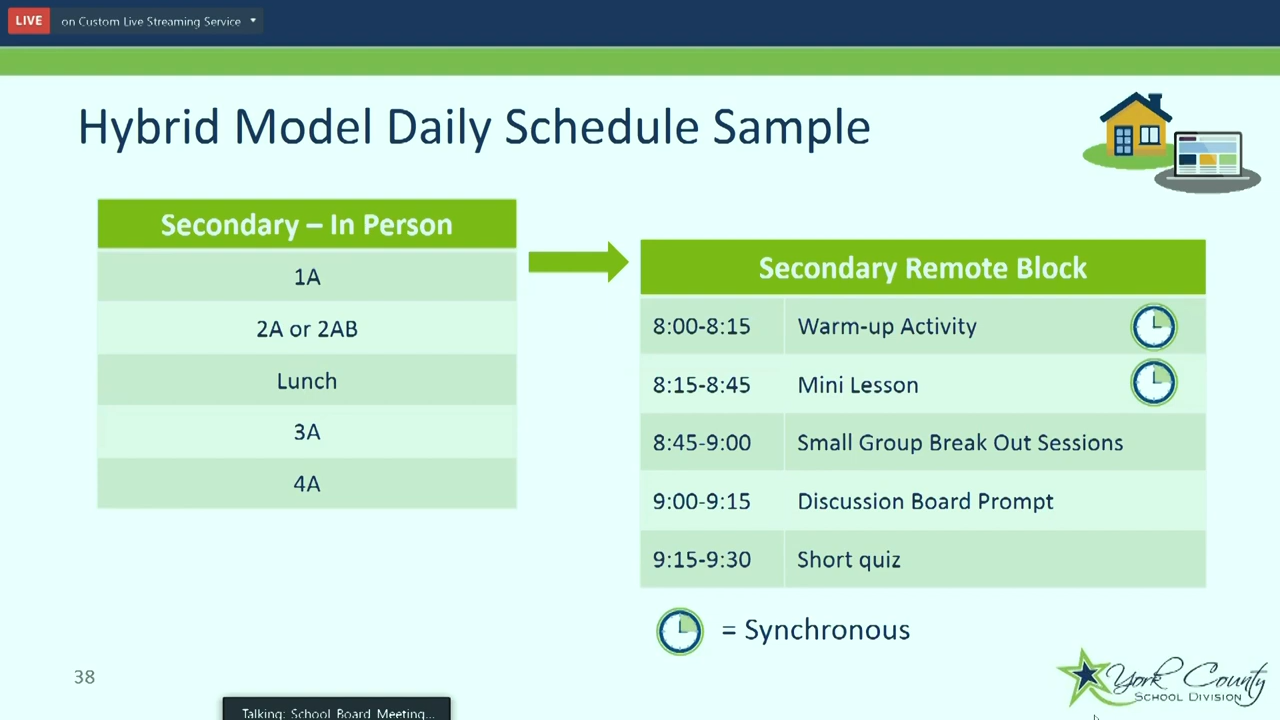 LIVE on Custom Live Streaming Service
Hybrid Model Daily Schedule Sample
Secondary – In Person
1A
2A or 2AB
Lunch
3A
4A
Secondary Remote Block
8:00-8:15 Warm-up Activity
8:15-8:45 Mini Lesson
8:45-9:00 Small Group Break Out Sessions
9:00-9:15 Discussion Board Prompt
9:15-9:30 Short quiz
= Synchronous
38
York County
SCHOOL DIVISION
Talking: School Board Meeting...